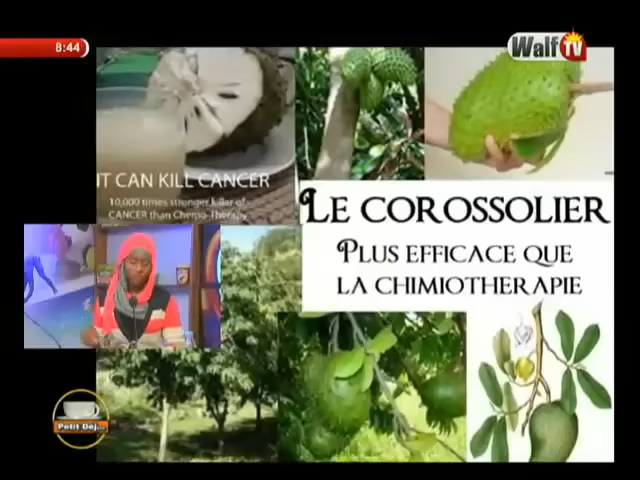 8:44
Walf TV
IT CAN KILL CANCER
10,000 times stronger killer of
CANCER than Chemo-Therapy
LE COROSSOLIER
PLUS EFFICACE QUE
LA CHIMIOTHERAPIE
Petit Déj...